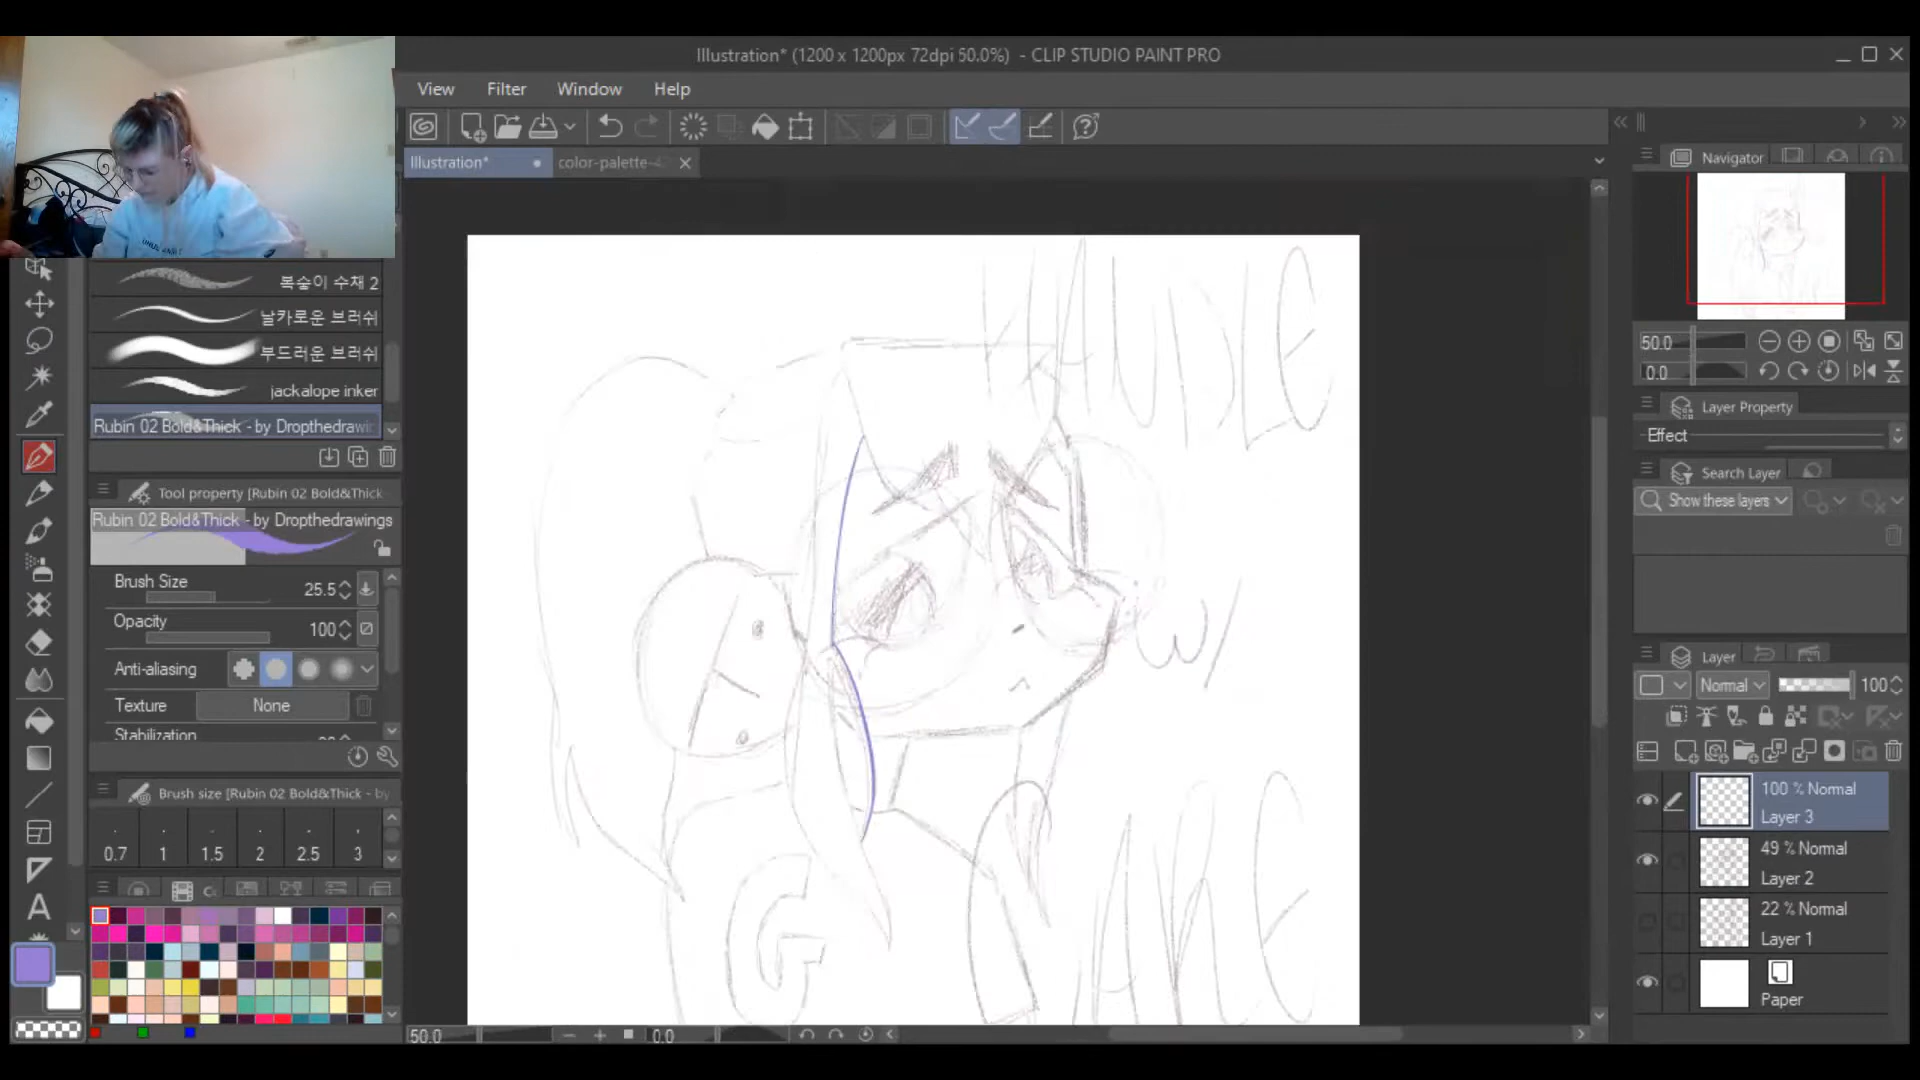 Illustration* (1200 x 1200px 72dpi 50.0%) - CLIP STUDIO PAINT PRO
View Filter Window Help
Illustration* color-palette-
Navigator
50.0
0.0
Layer Property
Effect
Search Layer
Show these layers
Layer
Normal 100
100 % Normal
Layer 3
49 % Normal
Layer 2
22 % Normal
Layer 1
Paper
복숭이 수채 2
날카로운 브러쉬
부드러운 브러쉬
jackalope inker
Rubin 02 Bold&Thick - by Dropthedrawin
Tool property [Rubin 02 Bold&Thick
Rubin 02 Bold&Thick - by Dropthedrawings
Brush Size 25.5
Opacity 100
Anti-aliasing
Texture None
Stabilization
Brush size [Rubin 02 Bold&Thick - by
0.7 1 1.5 2 2.5 3
HANDLE
W/
CARE
50.0 0.0